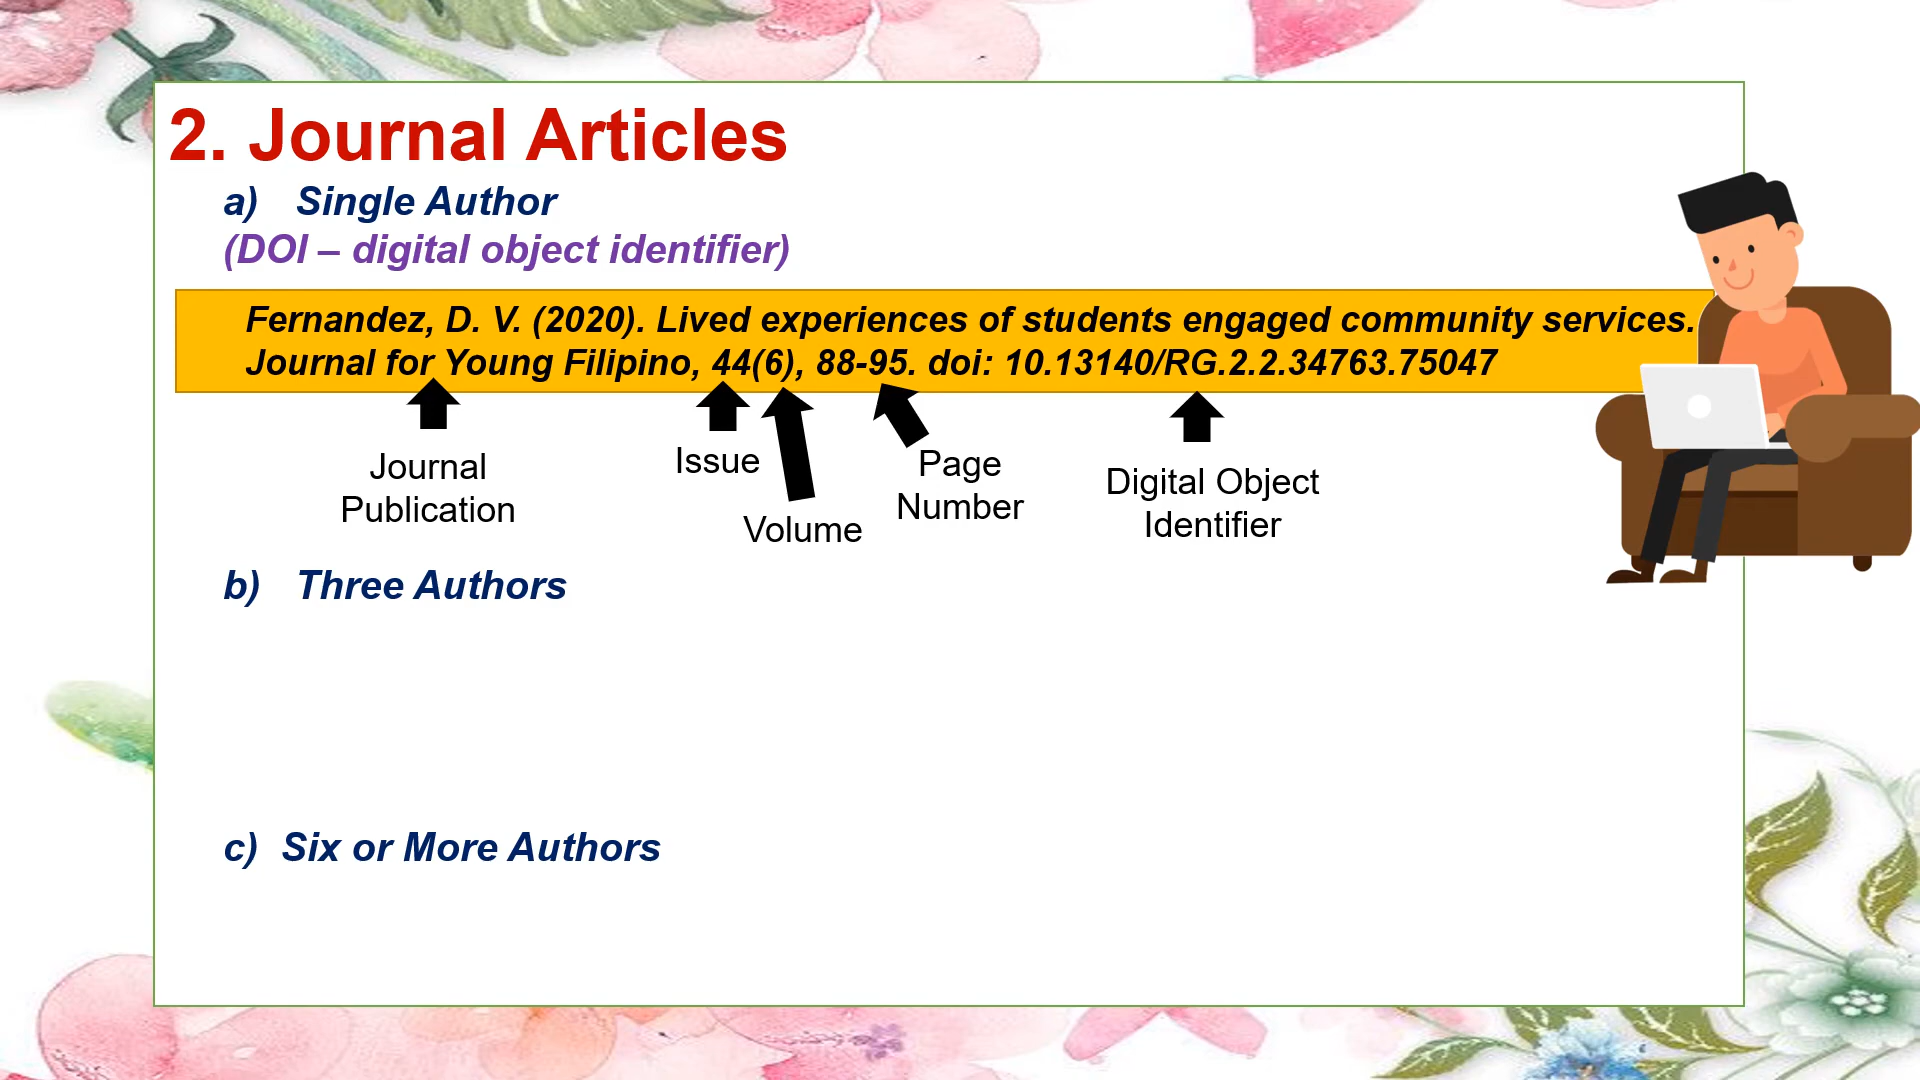 2. Journal Articles
a) Single Author
(DOI – digital object identifier)
Fernandez, D. V. (2020). Lived experiences of students engaged community services.
Journal for Young Filipino, 44(6), 88-95. doi: 10.13140/RG.2.2.34763.75047
Journal
Publication
Issue
Volume
Page
Number
Digital Object
Identifier
b) Three Authors
c) Six or More Authors